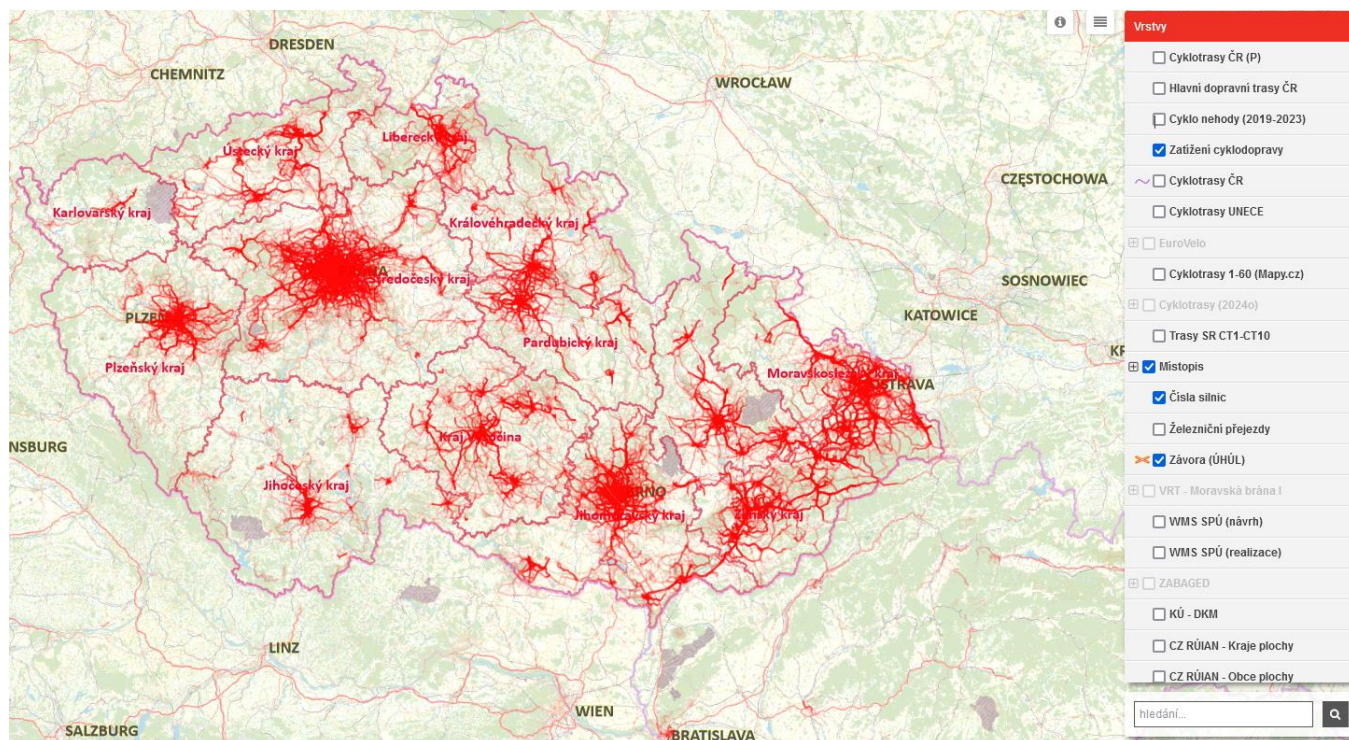 DRESDEN
CHEMNITZ
WROCŁAW
Liberecký kraj
Ústecký kraj
CZĘSTOCHOWA
Karlovarský kraj
Královéhradecký kraj
Středočeský kraj
SOSNOWIEC
KATOWICE
Pardubický kraj
Plzeňský kraj
Moravskoslezský kraj
OSTRAVA
Kraj Vysočina
Jihočeský kraj
Jihomoravský kraj
Zlínský kraj
LINZ
WIEN
SALZBURG
BRATISLAVA
Vrstvy
Cyklotrasy ČR (P)
Hlavní dopravní trasy ČR
Cyklo nehody (2019-2023)
Zatížení cyklodopravy
Cyklotrasy ČR
Cyklotrasy UNECE
EuroVelo
Cyklotrasy 1-60 (Mapy.cz)
Cyklotrasy (2024o)
Trasy SR CT1-CT10
Místopis
Čísla silnic
Železniční přejezdy
Závora (ÚHÚL)
VRT - Moravská brána I
WMS SPÚ (návrh)
WMS SPÚ (realizace)
ZABAGED
KÚ - DKM
CZ RÚIAN - Kraje plochy
CZ RÚIAN - Obce plochy
hledání...